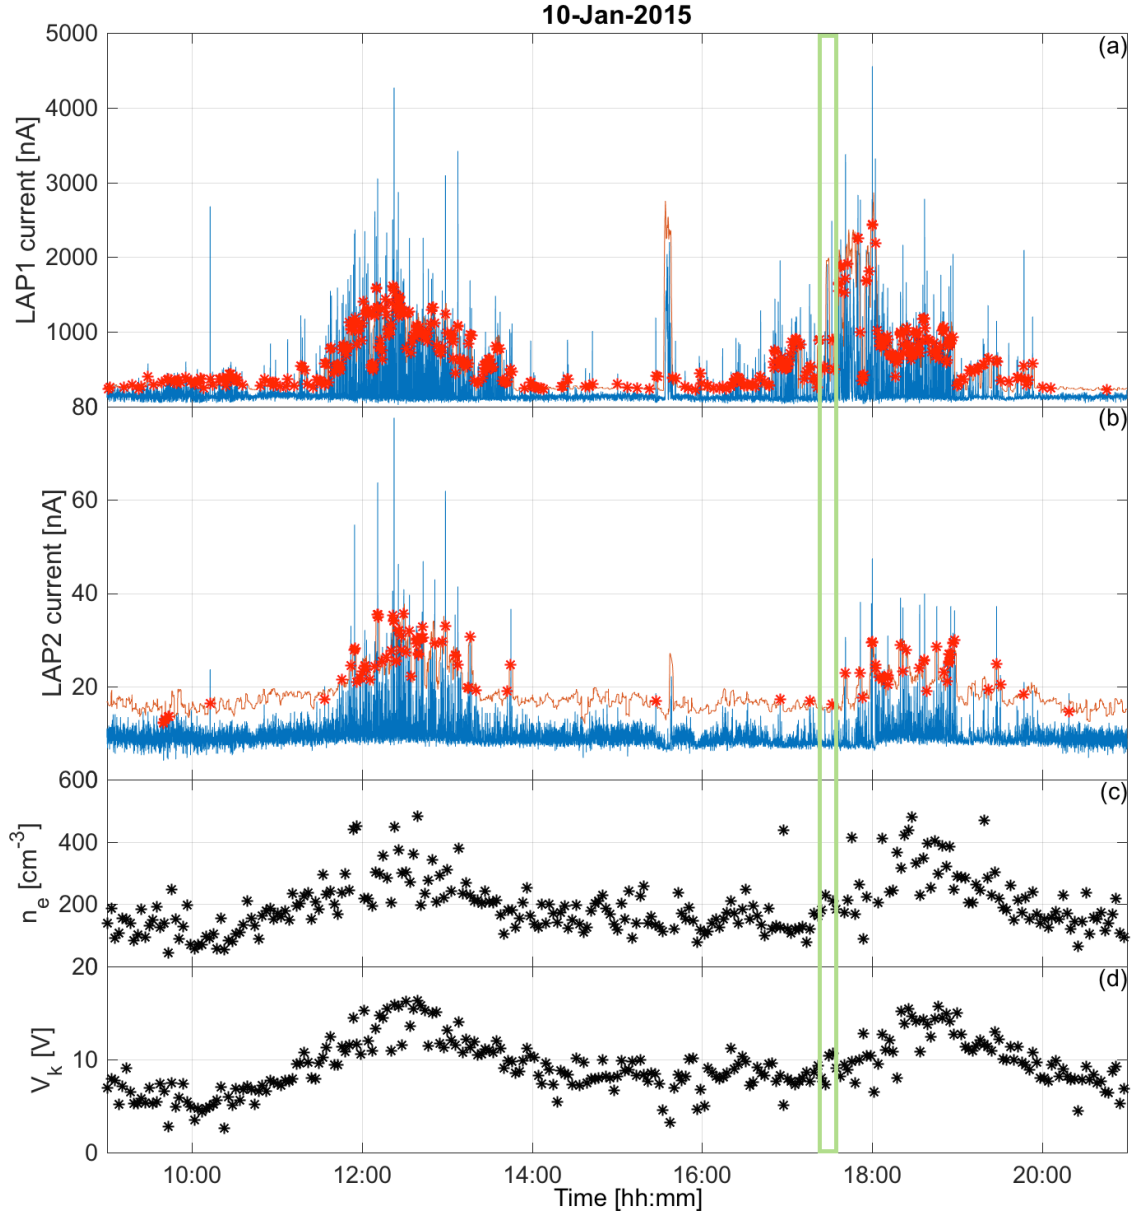 10-Jan-2015
(a)
5000
4000
3000
2000
1000
LAP1 current [nA]
(b)
80
60
40
20
LAP2 current [nA]
(c)
600
400
200
n_e [cm^-3]
(d)
20
10
0
V_k [V]
10:00 12:00 14:00 16:00 18:00 20:00
Time [hh:mm]